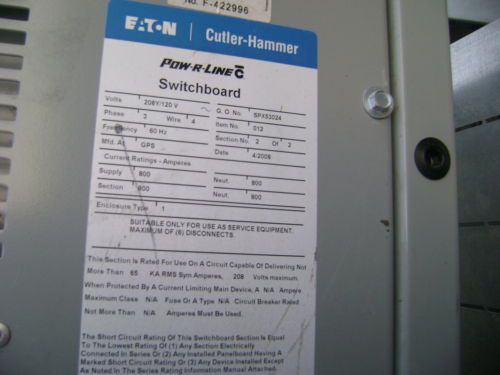 No. F-422996
EATON Cutler-Hammer
POW-R-LINE C
Switchboard
Volts 208Y/120 V G. O. No. SPX53024
Phase 3 Wire 4 Item No. 012
Frequency 60 Hz Section No. 2 Of 2
Mfd. At GPS Date 4/2008
Current Ratings - Amperes
Supply 800 Neut. 800
Section 800 Neut. 800
Enclosure Type 1
SUITABLE ONLY FOR USE AS SERVICE EQUIPMENT.
MAXIMUM OF (6) DISCONNECTS.
This Section Is Rated For Use On A Circuit Capable Of Delivering Not
More Than 65 KA RMS Sym Amperes, 208 Volts maximum.
When Protected By A Current Limiting Main Device, A N/A Ampere
Maximum Class N/A Fuse Or A Type N/A Circuit Breaker Rated
Not More Than N/A Amperes Must Be Used.
The Short Circuit Rating Of This Switchboard Section Is Equal
To The Lowest Rating Of (1) Any Section Electrically
Connected In Series Or (2) Any Installed Panelboard Having A
Marked Short Circuit Rating Or (3) Any Device Installed Except
As Noted In The Series Rating Information Manual Attached.